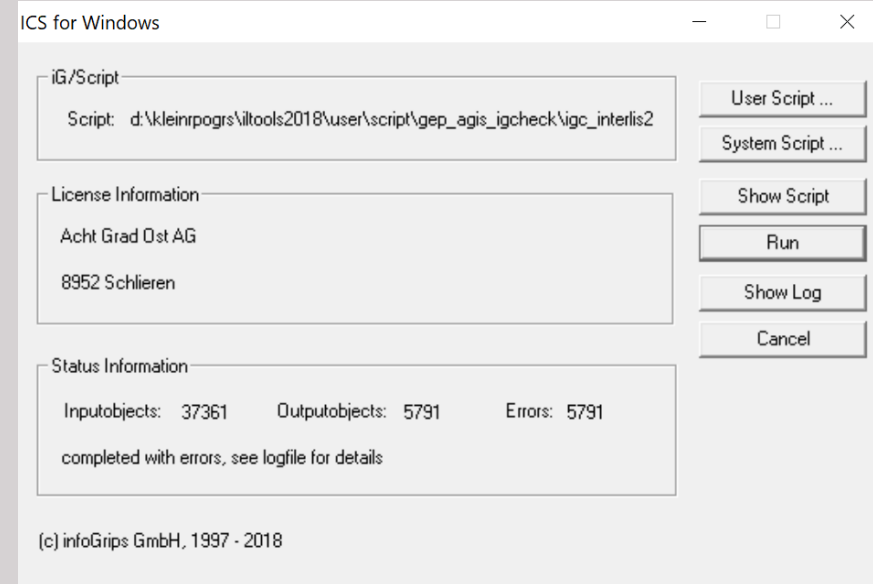 ICS for Windows
iG/Script
Script: d:\kleinrpogrs\iltools2018\user\script\gep_agis_igcheck\igc_interlis2
User Script ...
System Script ...
License Information
Acht Grad Ost AG
8952 Schlieren
Show Script
Run
Show Log
Cancel
Status Information
Inputobjects: 37361 Outputobjects: 5791 Errors: 5791
completed with errors, see logfile for details
(c) infoGrips GmbH, 1997 - 2018